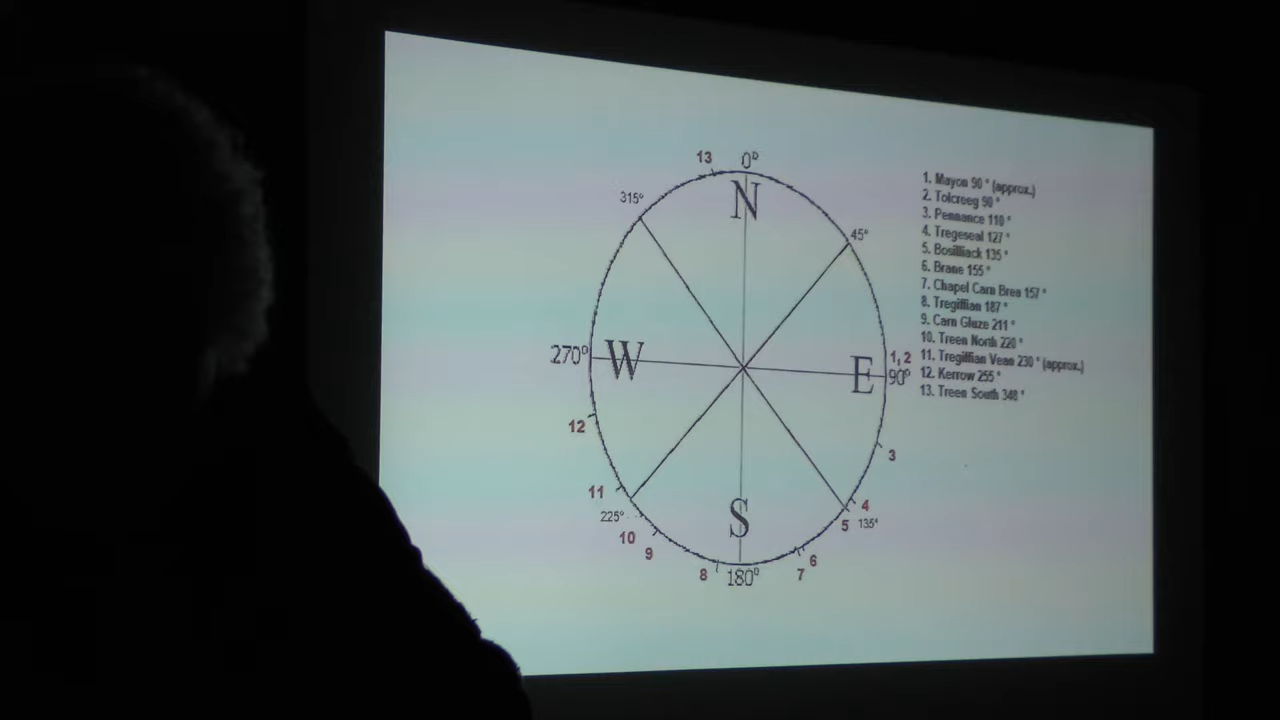 13
0°
N
315°
45°
270°
W
E
1, 2
90°
12
3
11
4
225°
S
5
135°
10
9
6
8
180°
7
1. Mayon 90 ° (approx.)
2. Tolcreeg 90 °
3. Pennance 110 °
4. Tregeseal 127 °
5. Bosilliack 135 °
6. Brane 155 °
7. Chapel Carn Brea 157 °
8. Tregiffian 187 °
9. Carn Gluze 211 °
10. Treen North 220 °
11. Tregiffian Vean 230 ° (approx.)
12. Kerrow 255 °
13. Treen South 348 °